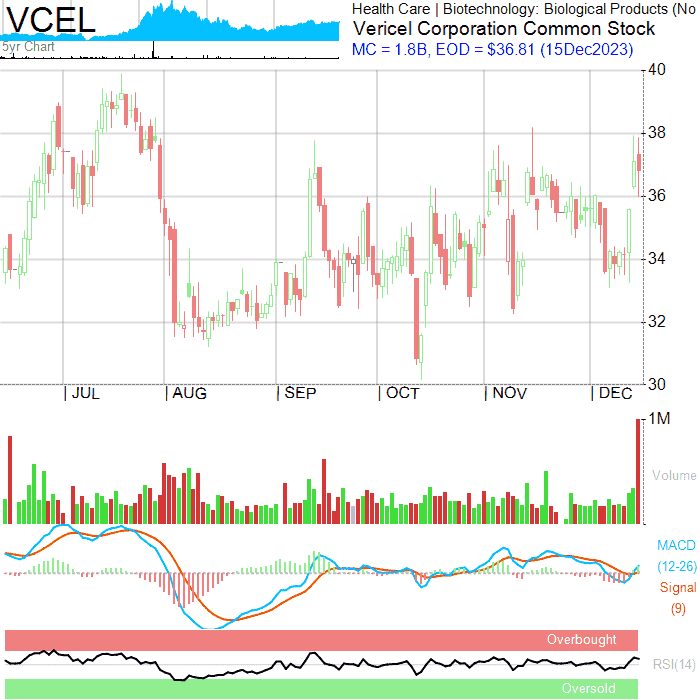 VCEL
5yr Chart
Health Care | Biotechnology: Biological Products (No
Vericel Corporation Common Stock
MC = 1.8B, EOD = $36.81 (15Dec2023)
40
38
36
34
32
30
| JUL | AUG | SEP | OCT | NOV | DEC
1M
Volume
MACD
(12-26)
Signal
(9)
Overbought
RSI(14)
Oversold